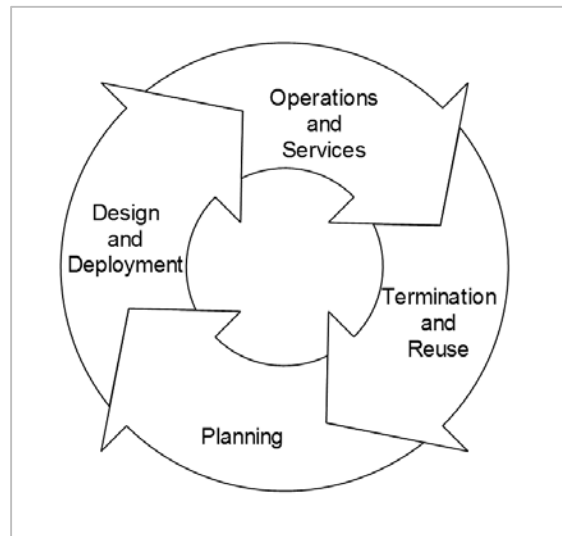 Operations
and
Services
Design
and
Deployment
Termination
and
Reuse
Planning